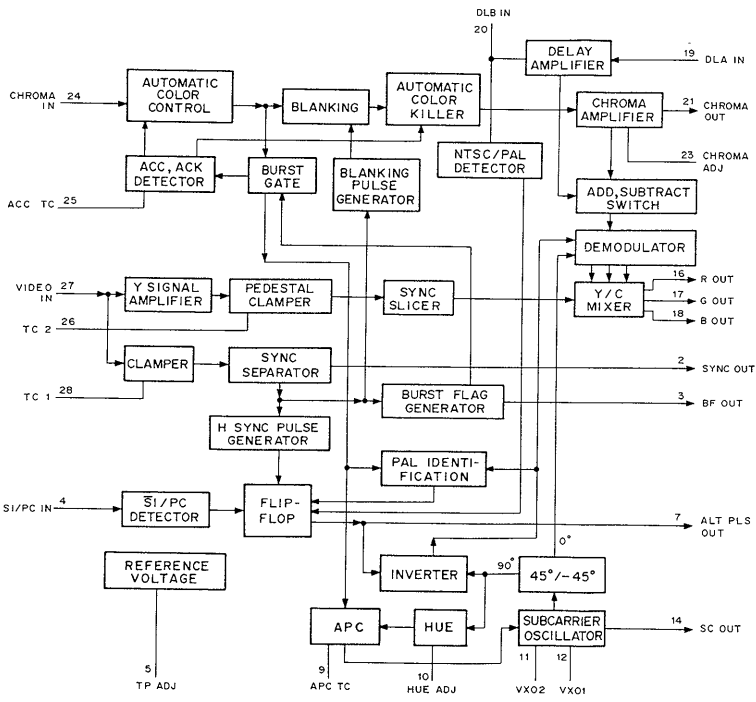 DLB IN
20
DELAY
AMPLIFIER
19
DLA IN
CHROMA
IN
24
AUTOMATIC
COLOR
CONTROL
BLANKING
AUTOMATIC
COLOR
KILLER
CHROMA
AMPLIFIER
21
CHROMA
OUT
23
CHROMA
ADJ
ACC, ACK
DETECTOR
BURST
GATE
BLANKING
PULSE
GENERATOR
NTSC/PAL
DETECTOR
ADD, SUBTRACT
SWITCH
ACC TC
25
DEMODULATOR
VIDEO
IN
27
Y SIGNAL
AMPLIFIER
PEDESTAL
CLAMPER
SYNC
SLICER
Y/C
MIXER
16
R OUT
17
G OUT
18
B OUT
TC 2
26
CLAMPER
SYNC
SEPARATOR
2
SYNC OUT
TC 1
28
BURST FLAG
GENERATOR
3
BF OUT
H SYNC PULSE
GENERATOR
PAL IDENTI-
FICATION
SI/PC IN
4
S̅I/PC
DETECTOR
FLIP-
FLOP
7
ALT PLS
OUT
0°
REFERENCE
VOLTAGE
INVERTER
90°
45°/-45°
APC
HUE
SUBCARRIER
OSCILLATOR
14
SC OUT
5
TP ADJ
9
APC TC
10
HUE ADJ
11
VXO2
12
VXO1